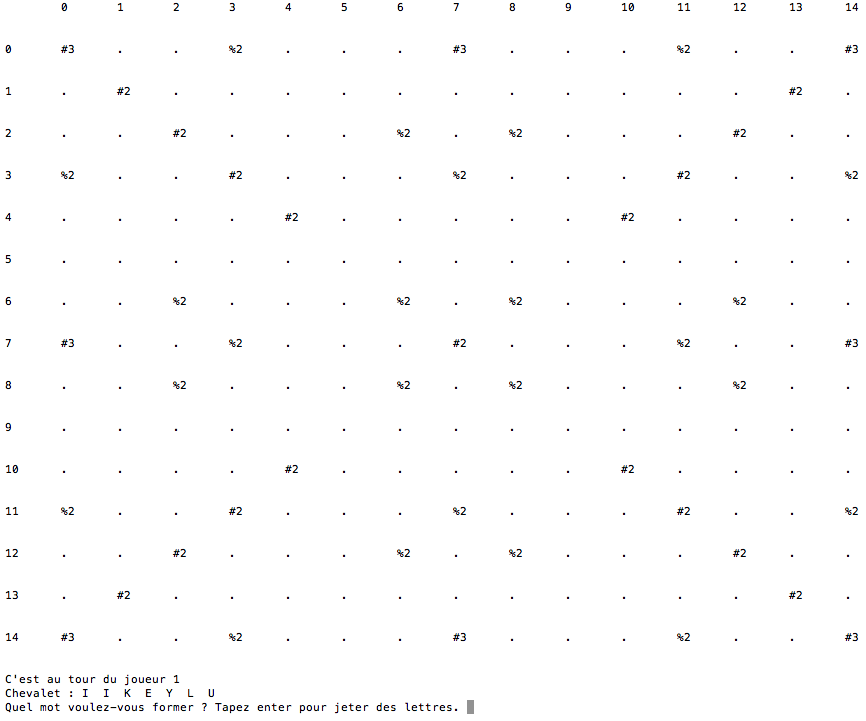 0 1 2 3 4 5 6 7 8 9 10 11 12 13 14
0 #3 . . %2 . . . #3 . . . %2 . . #3
1 . #2 . . . . . . . . . . . #2 .
2 . . #2 . . . %2 . %2 . . . #2 . .
3 %2 . . #2 . . . %2 . . . #2 . . %2
4 . . . . #2 . . . . . #2 . . . .
5 . . . . . . . . . . . . . . .
6 . . %2 . . . %2 . %2 . . . %2 . .
7 #3 . . %2 . . . #2 . . . %2 . . #3
8 . . %2 . . . %2 . %2 . . . %2 . .
9 . . . . . . . . . . . . . . .
10 . . . . #2 . . . . . #2 . . . .
11 %2 . . #2 . . . %2 . . . #2 . . %2
12 . . #2 . . . %2 . %2 . . . #2 . .
13 . #2 . . . . . . . . . . . #2 .
14 #3 . . %2 . . . #3 . . . %2 . . #3
C'est au tour du joueur 1
Chevalet : I I K E Y L U
Quel mot voulez-vous former ? Tapez enter pour jeter des lettres.